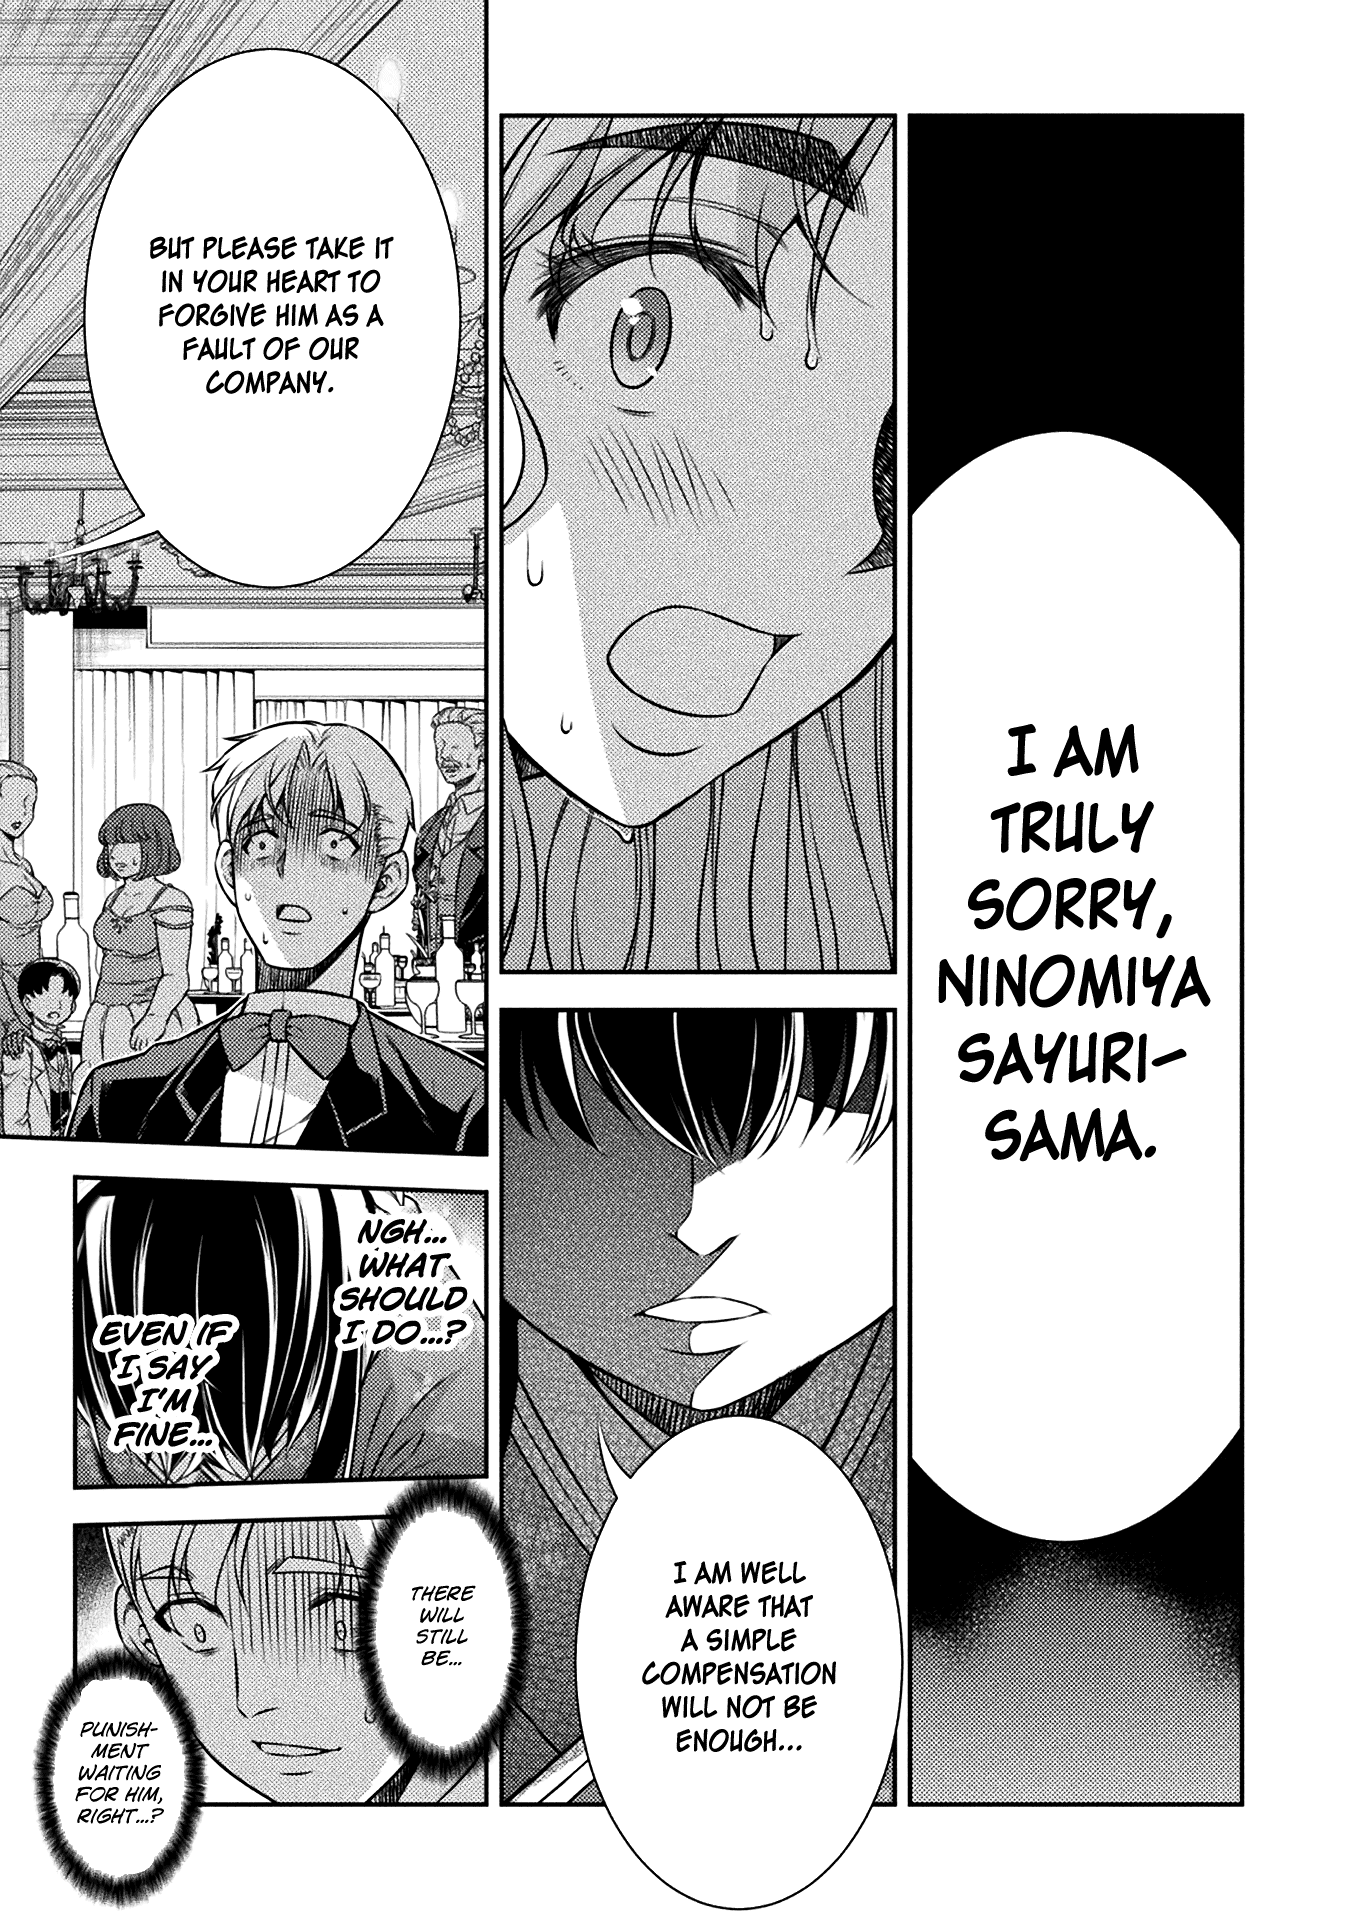 I AM
TRULY
SORRY,
NINOMIYA
SAYURI-
SAMA.
I AM WELL
AWARE THAT
A SIMPLE
COMPENSATION
WILL NOT BE
ENOUGH...
BUT PLEASE TAKE IT
IN YOUR HEART TO
FORGIVE HIM AS A
FAULT OF OUR
COMPANY.
NGH...
WHAT
SHOULD
I DO...?
EVEN IF
I SAY
I'M
FINE...
THERE
WILL
STILL
BE...
PUNISH-
MENT
WAITING
FOR HIM,
RIGHT...?